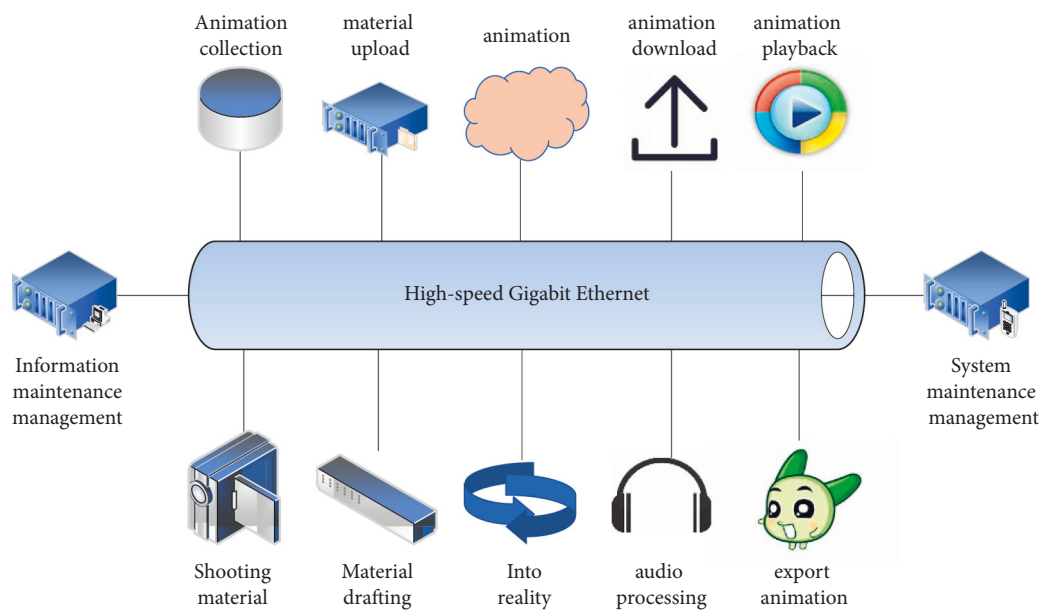 Animation
collection
material
upload
animation
animation
download
animation
playback
High-speed Gigabit Ethernet
Information
maintenance
management
System
maintenance
management
Shooting
material
Material
drafting
Into
reality
audio
processing
export
animation